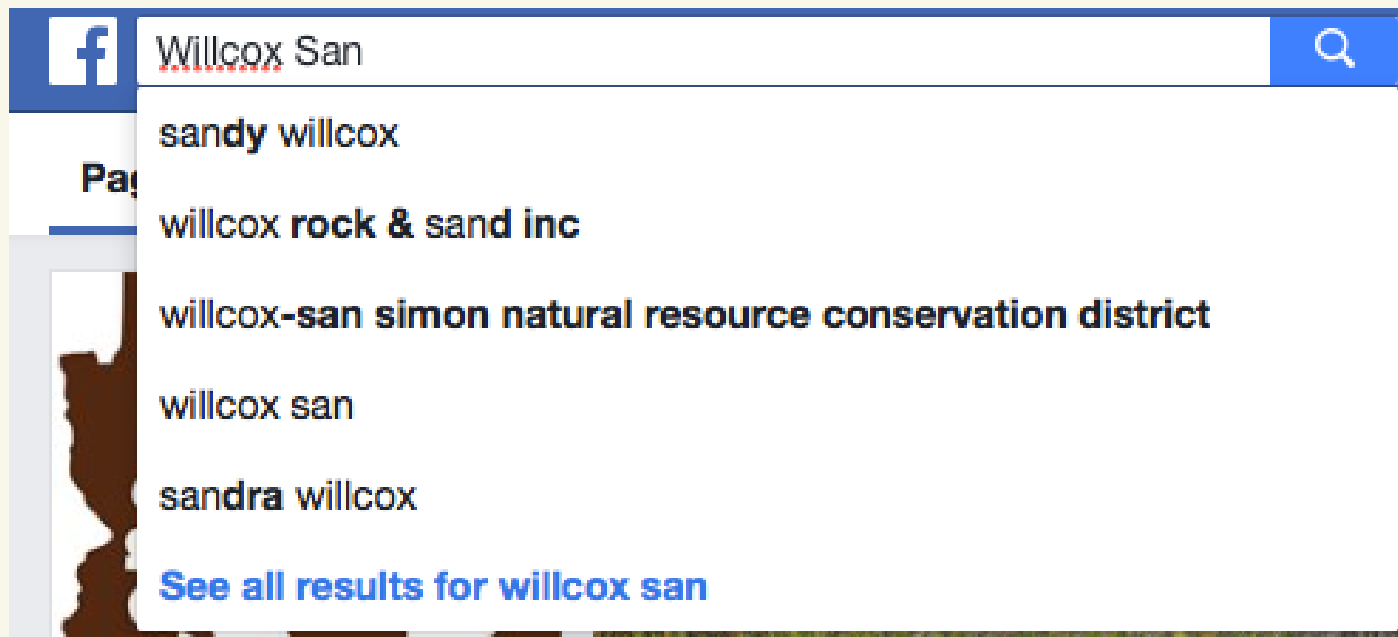 f
Willcox San
sandy willcox
Pag
willcox rock & sand inc
willcox-san simon natural resource conservation district
willcox san
sandra willcox
See all results for willcox san